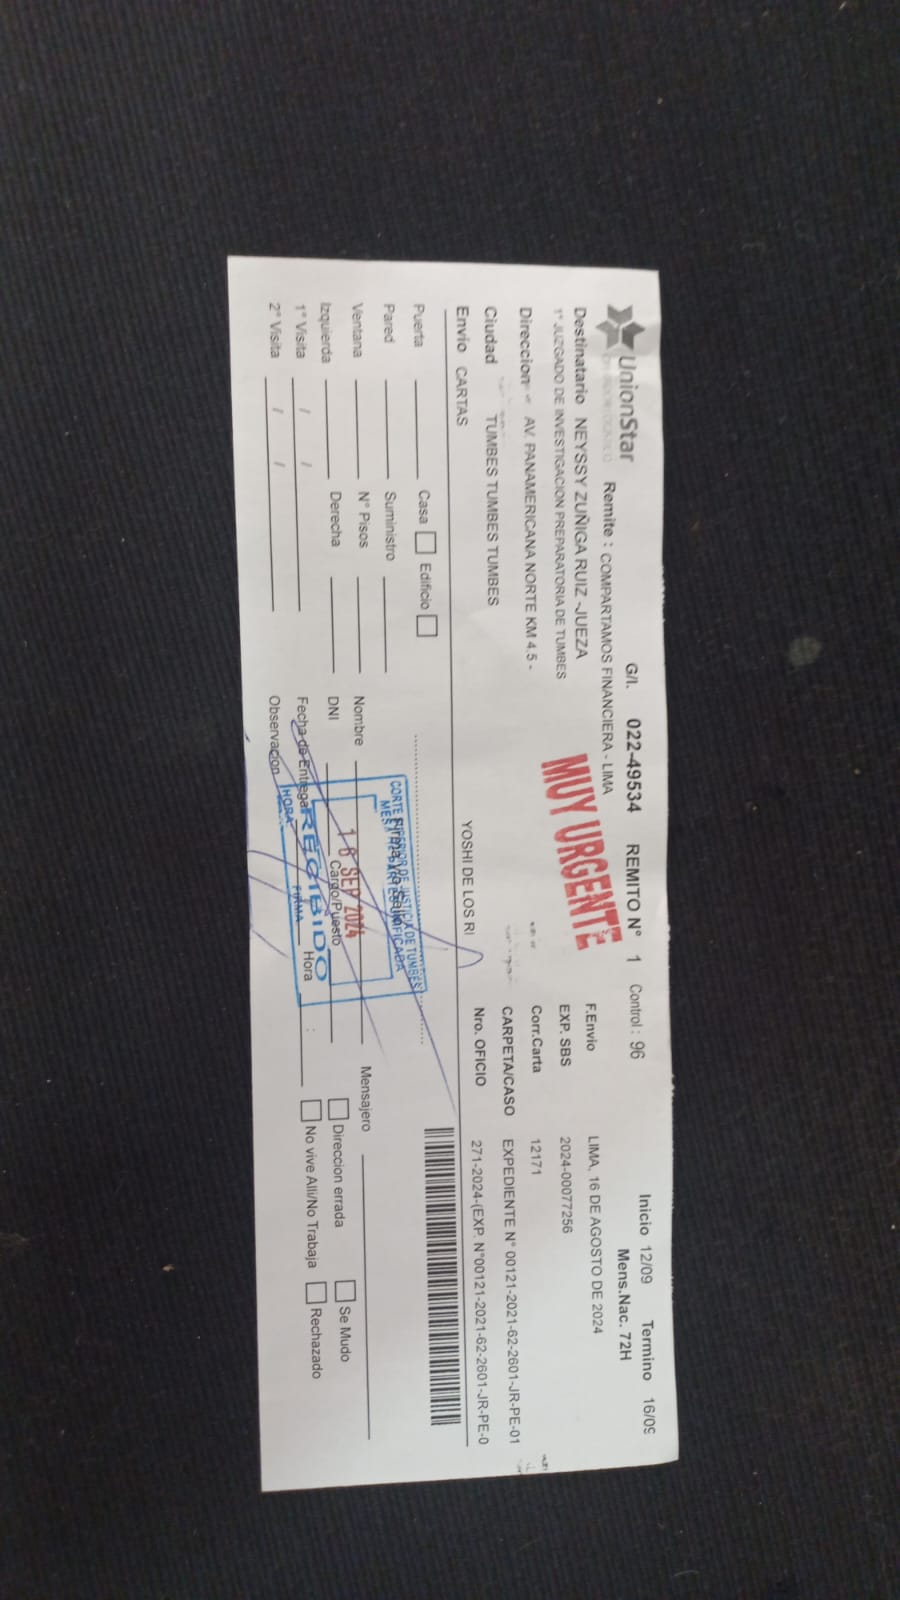 UnionStar G/I. 022-49534 REMITO N° 1 Control : 96 Inicio 12/09 Termino 16/09
Remite : COMPARTAMOS FINANCIERA - LIMA Mens.Nac. 72H
Destinatario NEYSSY ZUÑIGA RUIZ -JUEZA
1° JUZGADO DE INVESTIGACION PREPARATORIA DE TUMBES
Direccion AV. PANAMERICANA NORTE KM 4.5 -
Ciudad TUMBES TUMBES TUMBES
Envio CARTAS YOSHI DE LOS RI
MUY URGENTE
F.Envio LIMA, 16 DE AGOSTO DE 2024
EXP. SBS 2024-00077256
Corr.Carta 12171
CARPETA/CASO EXPEDIENTE N° 00121-2021-62-2601-JR-PE-01
Nro. OFICIO 271-2024-(EXP. N°00121-2021-62-2601-JR-PE-0
Puerta Casa Edificio
Pared Suministro
Ventana N° Pisos
Izquierda Derecha
1° Visita / /
2° Visita / /
CORTE SUPERIOR DE JUSTICIA DE TUMBES
MESA DE PARTES
16 SEP 2024
RECIBIDO
HORA FIRMA
Nombre
DNI Cargo/Puesto
Fecha de Entrega Hora :
Observacion
Mensajero
Direccion errada Se Mudo
No vive Alli/No Trabaja Rechazado